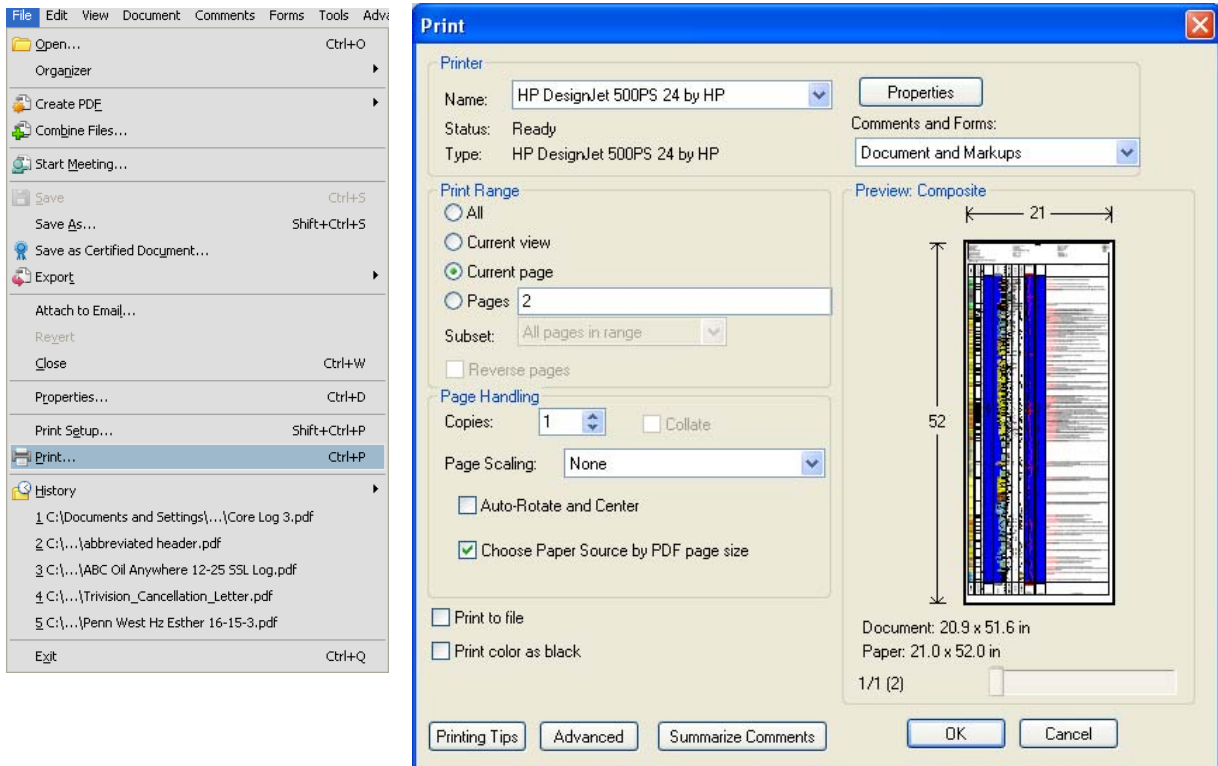 File Edit View Document Comments Forms Tools Adva
Open... Ctrl+O
Organizer
Create PDF
Combine Files...
Start Meeting...
Save Ctrl+S
Save As... Shift+Ctrl+S
Save as Certified Document...
Export
Attach to Email...
Revert
Close Ctrl+W
Properties... Ctrl+D
Print Setup... Shift+Ctrl+P
Print... Ctrl+P
History
1 C:\Documents and Settings\...\Core Log 3.pdf
2 C:\...\abbreviated header.pdf
3 C:\...\ABC Oil Anywhere 12-25 SSL Log.pdf
4 C:\...\Trivision_Cancellation_Letter.pdf
5 C:\...\Penn West Hz Esther 16-15-3.pdf
Exit Ctrl+Q
Print
Printer
Name: HP DesignJet 500PS 24 by HP Properties
Status: Ready Comments and Forms:
Type: HP DesignJet 500PS 24 by HP Document and Markups
Print Range
All
Current view
Current page
Pages 2
Subset: All pages in range
Reverse pages
Page Handling
Copies: 1 Collate
Page Scaling: None
Auto-Rotate and Center
Choose Paper Source by PDF page size
Print to file
Print color as black
Preview: Composite
21
52
Document: 20.9 x 51.6 in
Paper: 21.0 x 52.0 in
1/1 (2)
Printing Tips Advanced Summarize Comments OK Cancel